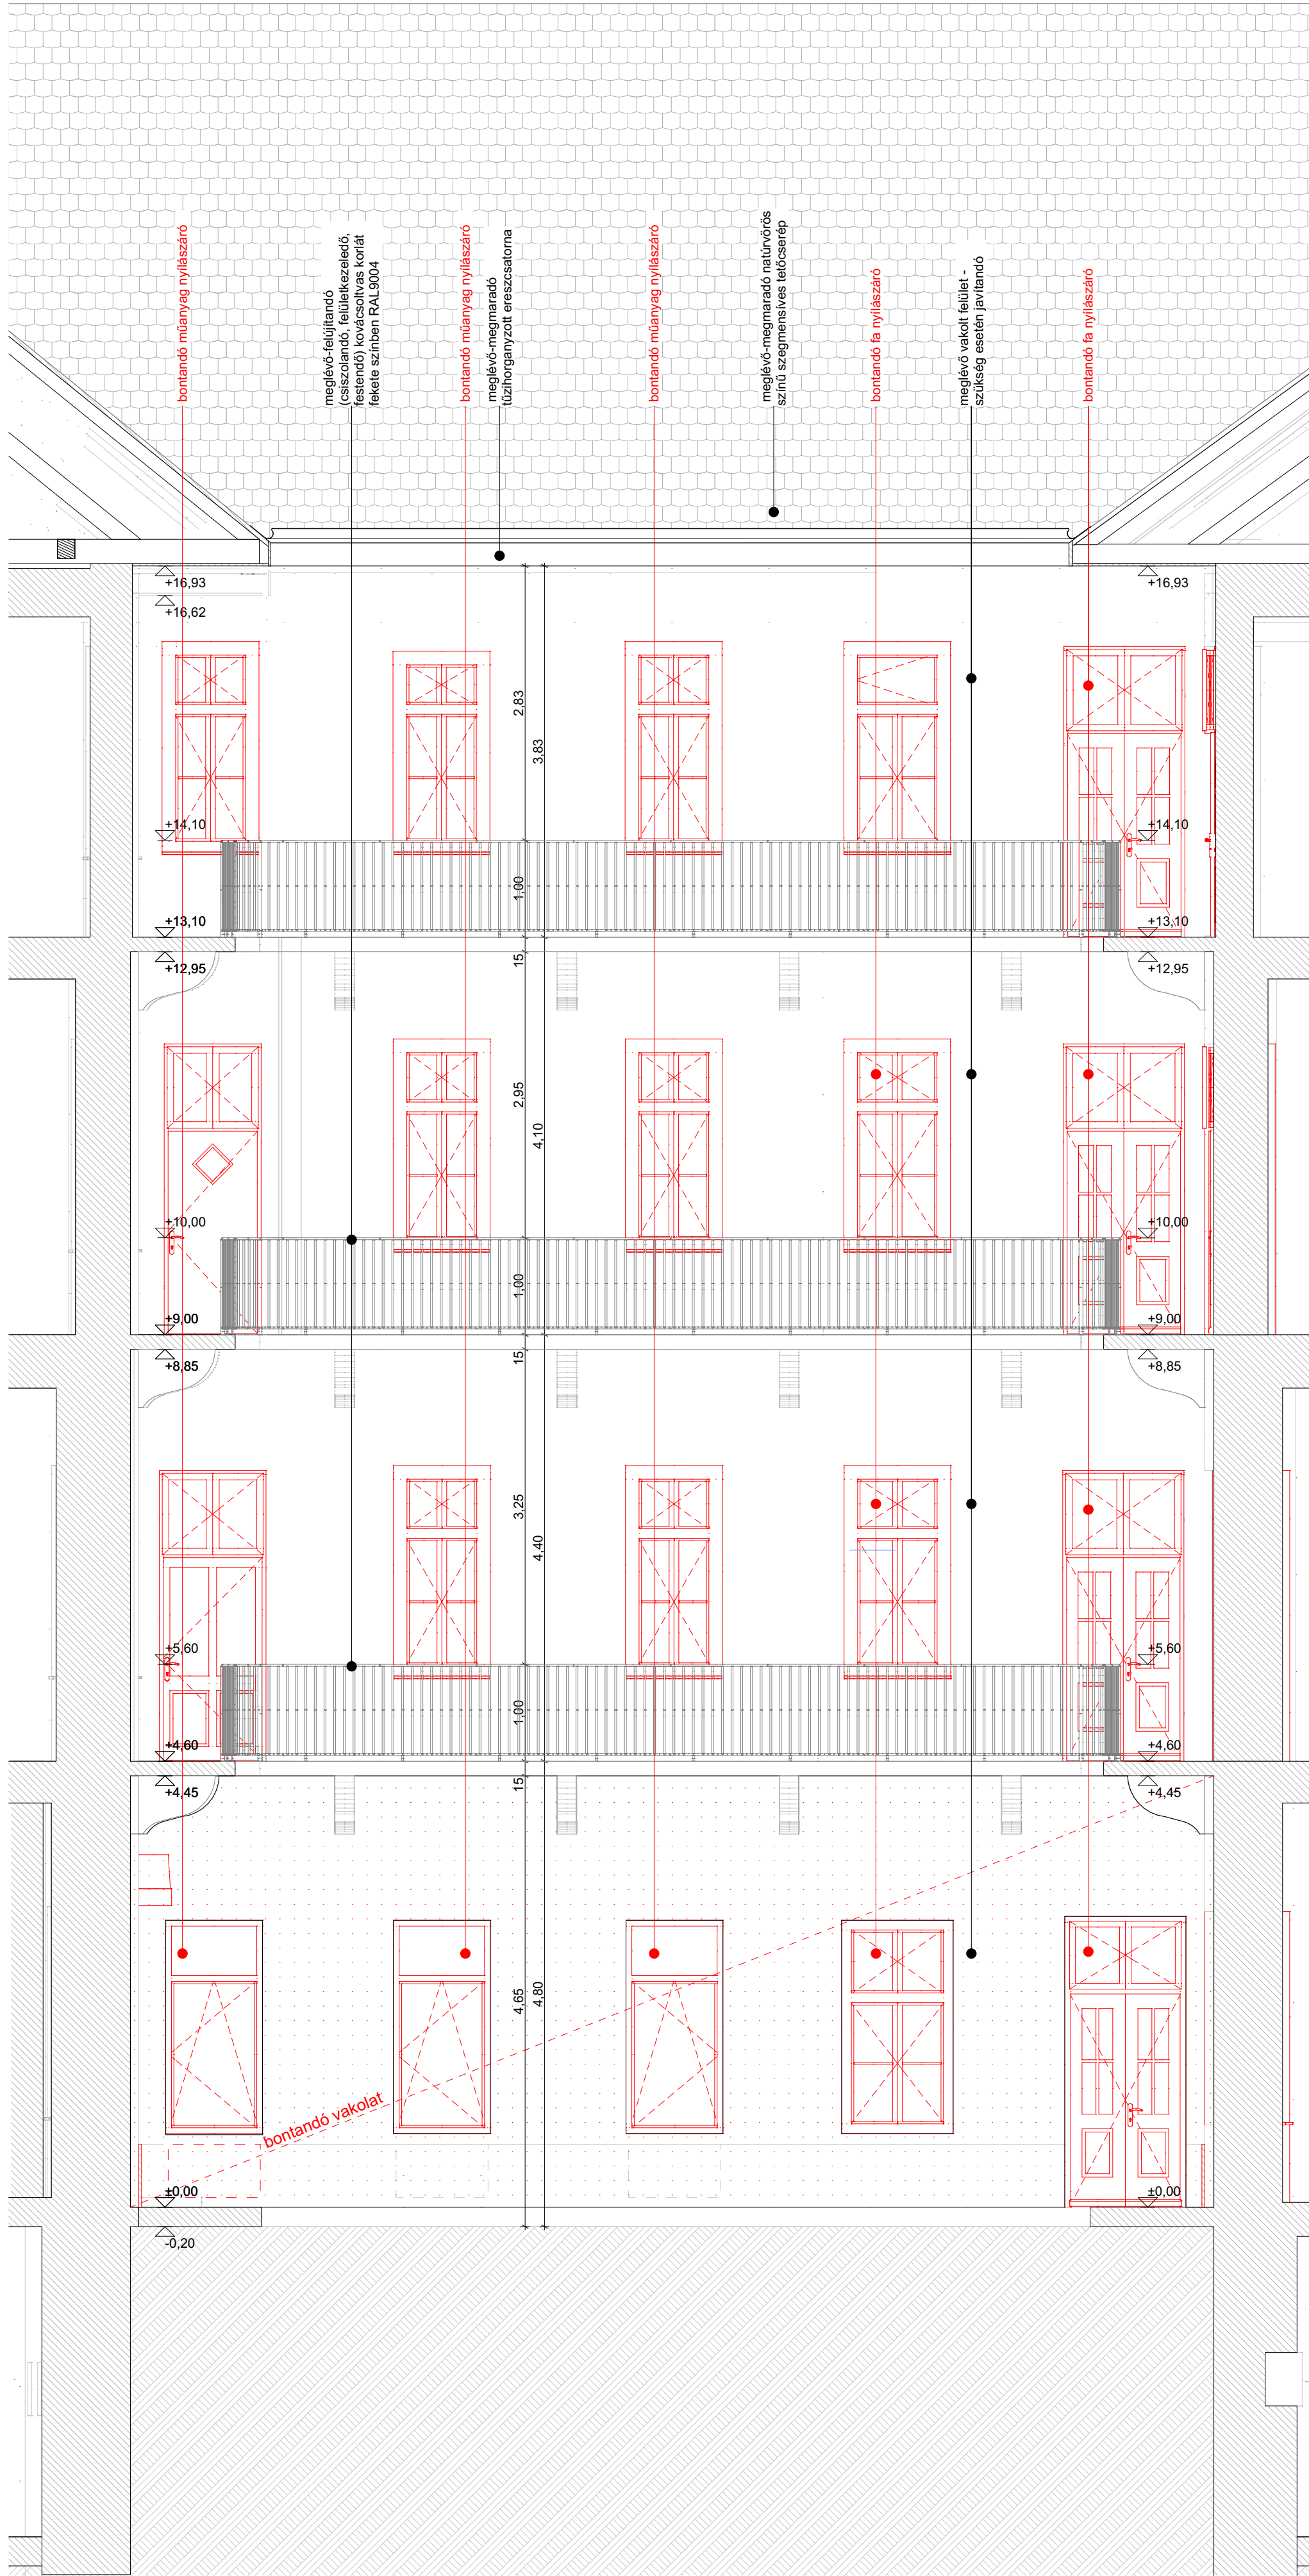 bontandó műanyag nyílászáró
meglévő-felújítandó
(csiszolandó, felületkezeledő,
festendő) kovácsoltvas korlát
fekete színben RAL9004
bontandó műanyag nyílászáró
meglévő-megmaradó
tűzihorganyzott ereszcsatorna
bontandó műanyag nyílászáró
meglévő-megmaradó natúrvörös
színű szegmensíves tetőcserép
bontandó fa nyílászáró
meglévő vakolt felület -
szükség esetén javítandó
bontandó fa nyílászáró
+16,93
+16,93
+16,62
2,83
3,83
+14,10
+14,10
1,00
+13,10
+13,10
15
+12,95
+12,95
2,95
4,10
+10,00
+10,00
1,00
+9,00
+9,00
15
+8,85
+8,85
3,25
4,40
+5,60
+5,60
1,00
+4,60
+4,60
15
+4,45
+4,45
4,65
4,80
bontandó vakolat
±0,00
±0,00
-0,20